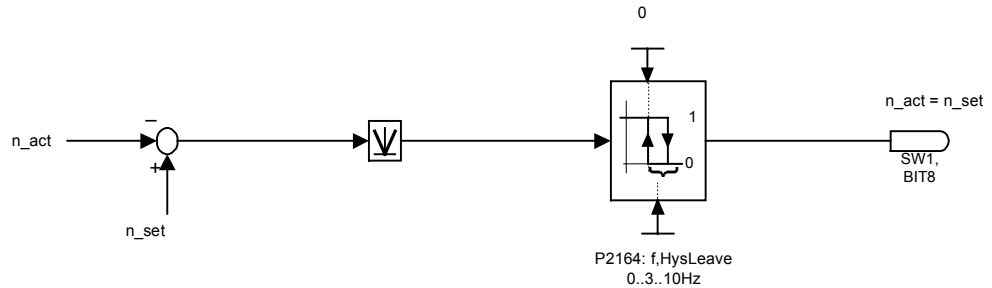 0
n_act = n_set
n_act
−
1
+
0
SW1,
BIT8
n_set
P2164: f,HysLeave
0..3..10Hz